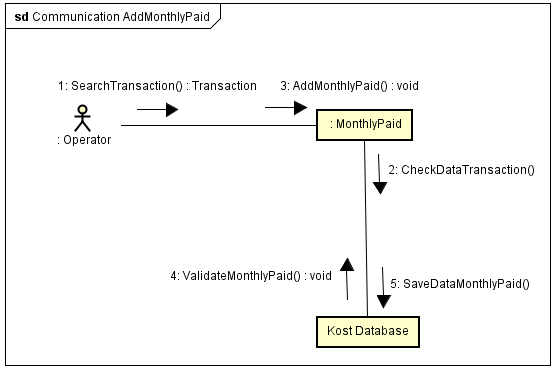 sd Communication AddMonthlyPaid
1: SearchTransaction() : Transaction
3: AddMonthlyPaid() : void
: Operator
: MonthlyPaid
2: CheckDataTransaction()
4: ValidateMonthlyPaid() : void
5: SaveDataMonthlyPaid()
Kost Database